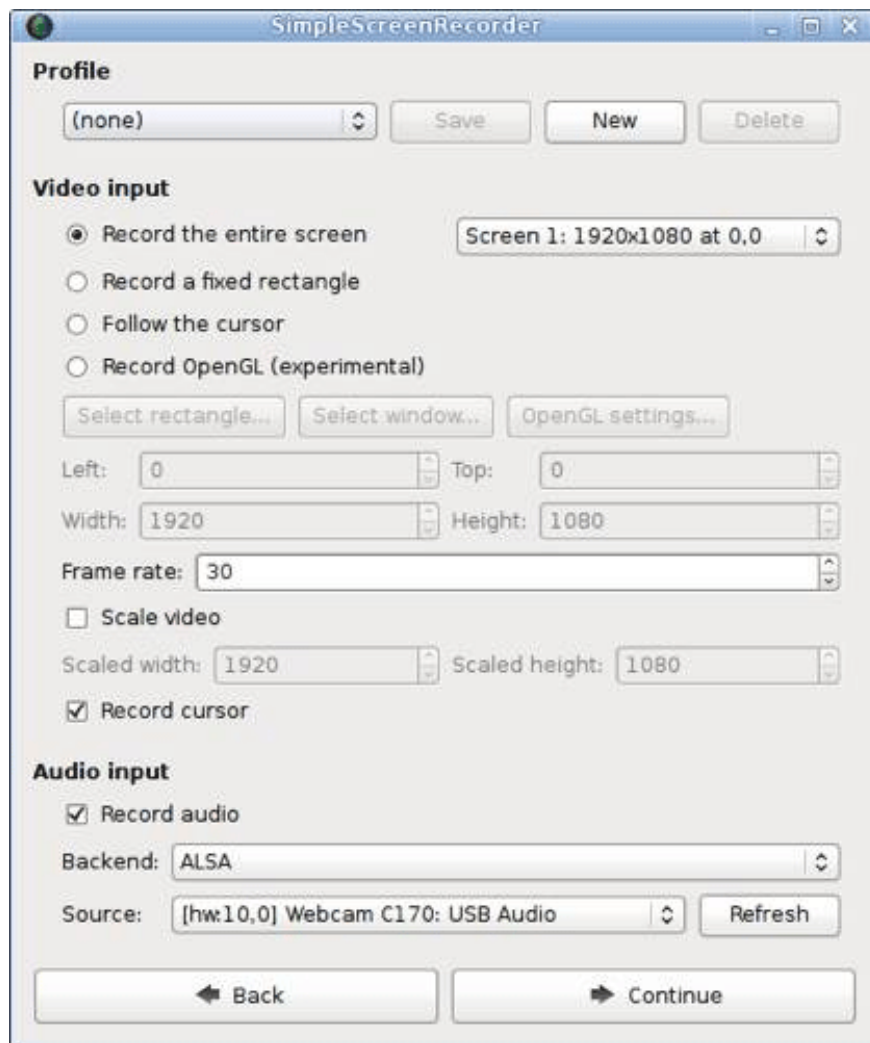 SimpleScreenRecorder
Profile
(none) Save New Delete
Video input
Record the entire screen Screen 1: 1920x1080 at 0,0
Record a fixed rectangle
Follow the cursor
Record OpenGL (experimental)
Select rectangle... Select window... OpenGL settings...
Left: 0 Top: 0
Width: 1920 Height: 1080
Frame rate: 30
Scale video
Scaled width: 1920 Scaled height: 1080
Record cursor
Audio input
Record audio
Backend: ALSA
Source: [hw:10,0] Webcam C170: USB Audio Refresh
Back Continue